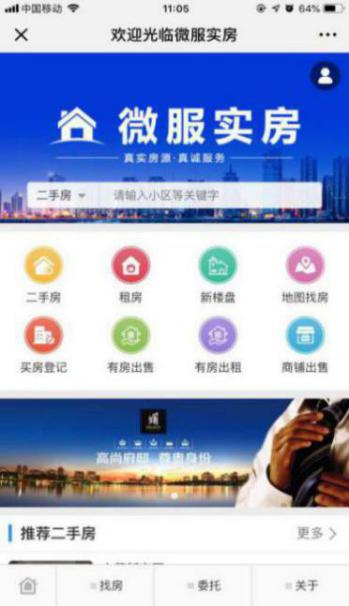 中国移动
11:05
64%
欢迎光临微服实房
微服实房
真实房源·真诚服务
二手房 请输入小区等关键字
二手房 租房 新楼盘 地图找房
买房登记 有房出售 有房出租 商铺出售
高尚府邸 尊贵身份
推荐二手房 更多
找房 委托 关于